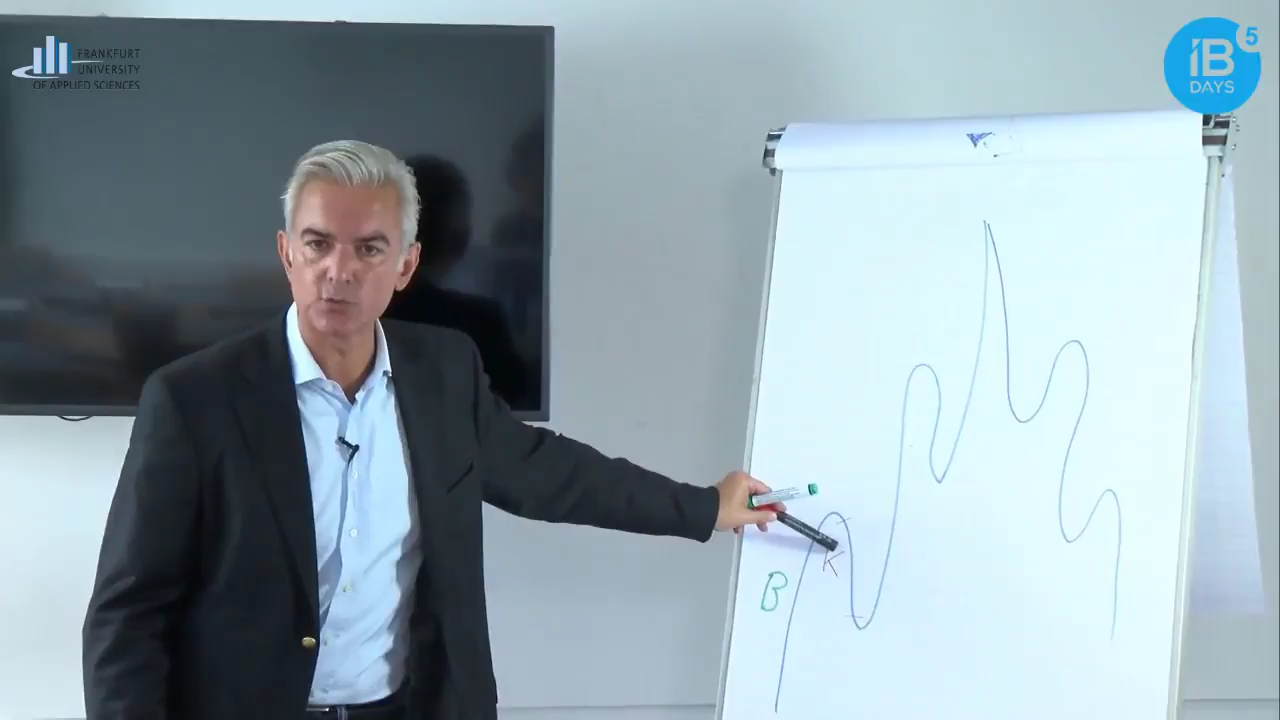 FRANKFURT
UNIVERSITY
OF APPLIED SCIENCES
iB 5
DAYS
B
K